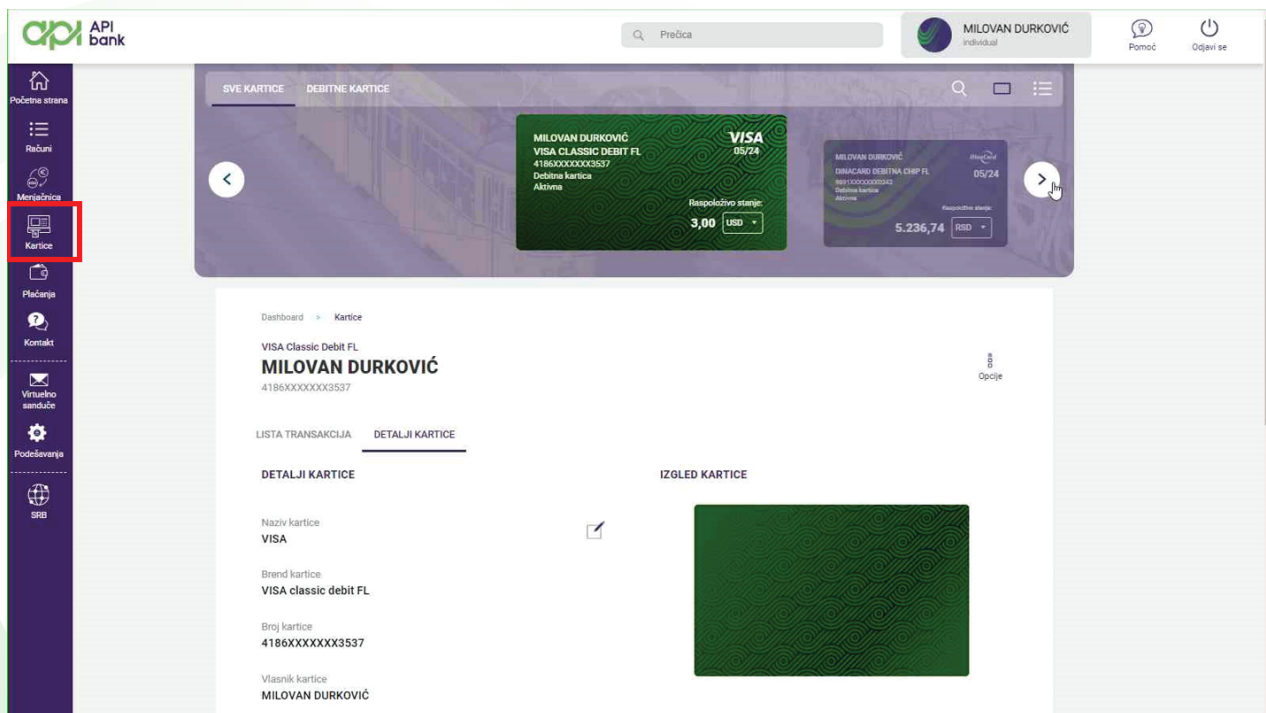 api API
bank
Prečica
MILOVAN DURKOVIĆ
individual
Pomoć
Odjavi se
Početna strana
Računi
Menjačnica
Kartice
Plaćanja
Kontakt
Virtuelno
sanduče
Podešavanja
SRB
SVE KARTICE DEBITNE KARTICE
MILOVAN DURKOVIĆ
VISA CLASSIC DEBIT FL
4186XXXXXXX3537
Debitna kartica
Aktivna
VISA
05/24
Raspoloživo stanje:
3,00 USD
MILOVAN DURKOVIĆ
DINACARD DEBITNA CHIP FL
Debitna kartica
Aktivna
DinaCard
05/24
Raspoloživo stanje:
5.236,74 RSD
Dashboard > Kartice
VISA Classic Debit FL
MILOVAN DURKOVIĆ
4186XXXXXXX3537
Opcije
LISTA TRANSAKCIJA DETALJI KARTICE
DETALJI KARTICE
Naziv kartice
VISA
Brend kartice
VISA classic debit FL
Broj kartice
4186XXXXXXX3537
Vlasnik kartice
MILOVAN DURKOVIĆ
IZGLED KARTICE